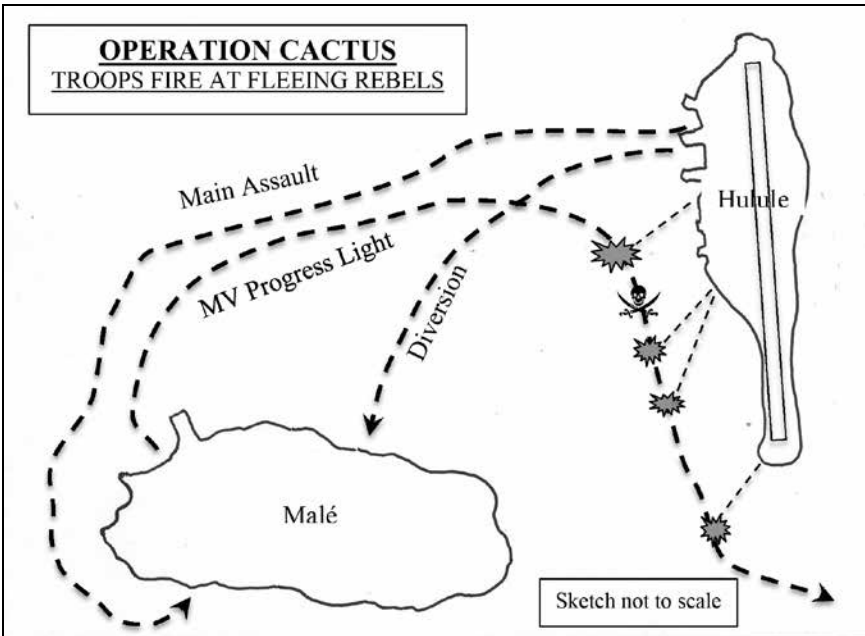 OPERATION CACTUS
TROOPS FIRE AT FLEEING REBELS
Main Assault
Hulule
MV Progress Light
Diversion
Malé
Sketch not to scale